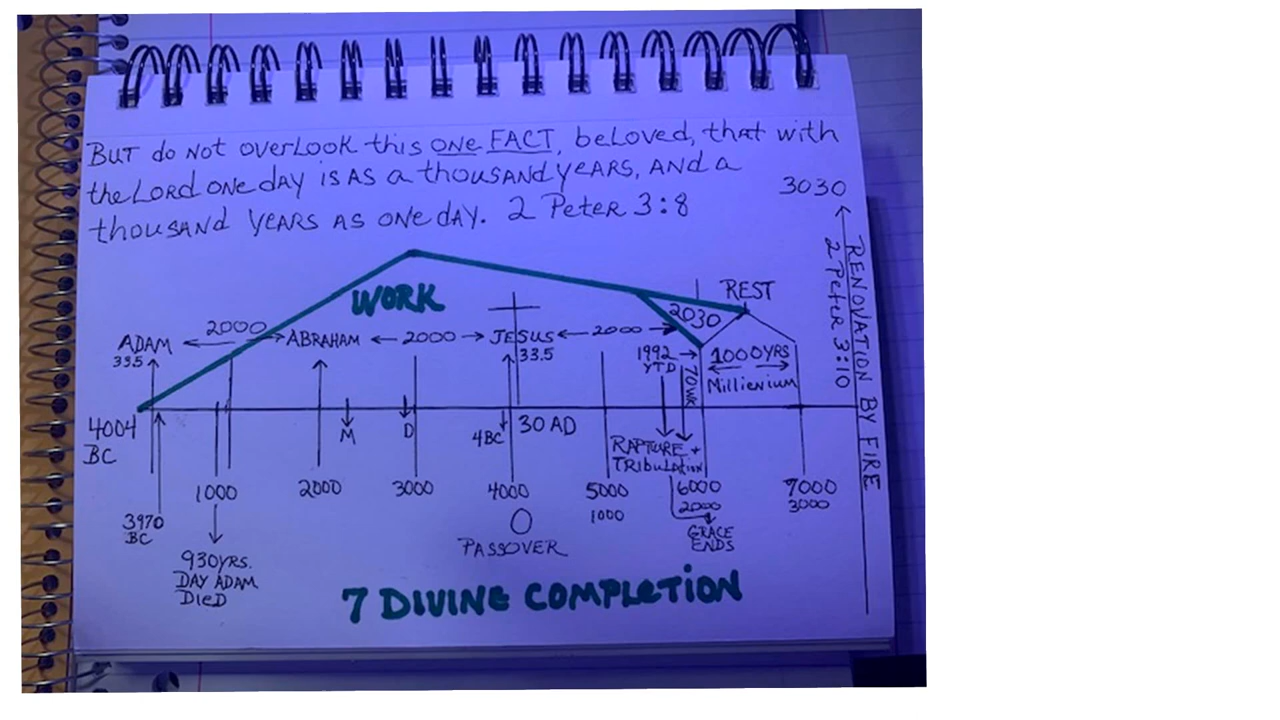 BUT do NOT OVERLOOK this ONE FACT, beloved, that with
the LORD ONE day IS AS a thOUSAND yEARS, AND a
thousand YEARS AS ONE dAY. 2 Peter 3:8
3030
RENOVATION BY FIRE
2 Peter 3:10
WORK
REST
2030
ADAM
2000
ABRAHAM
2000
JESUS
2000
33.5
33.5
1992
YTD
70WK
1000YRS
Millienium
4004
BC
M
D
4BC
30 AD
RAPTURE +
TRIBULATION
1000
2000
3000
4000
5000
6000
7000
1000
2000
3000
3970
BC
O
PASSOVER
GRACE
ENDS
930YRS.
DAY ADAM
DIED
7 DIVINE COMPLETION